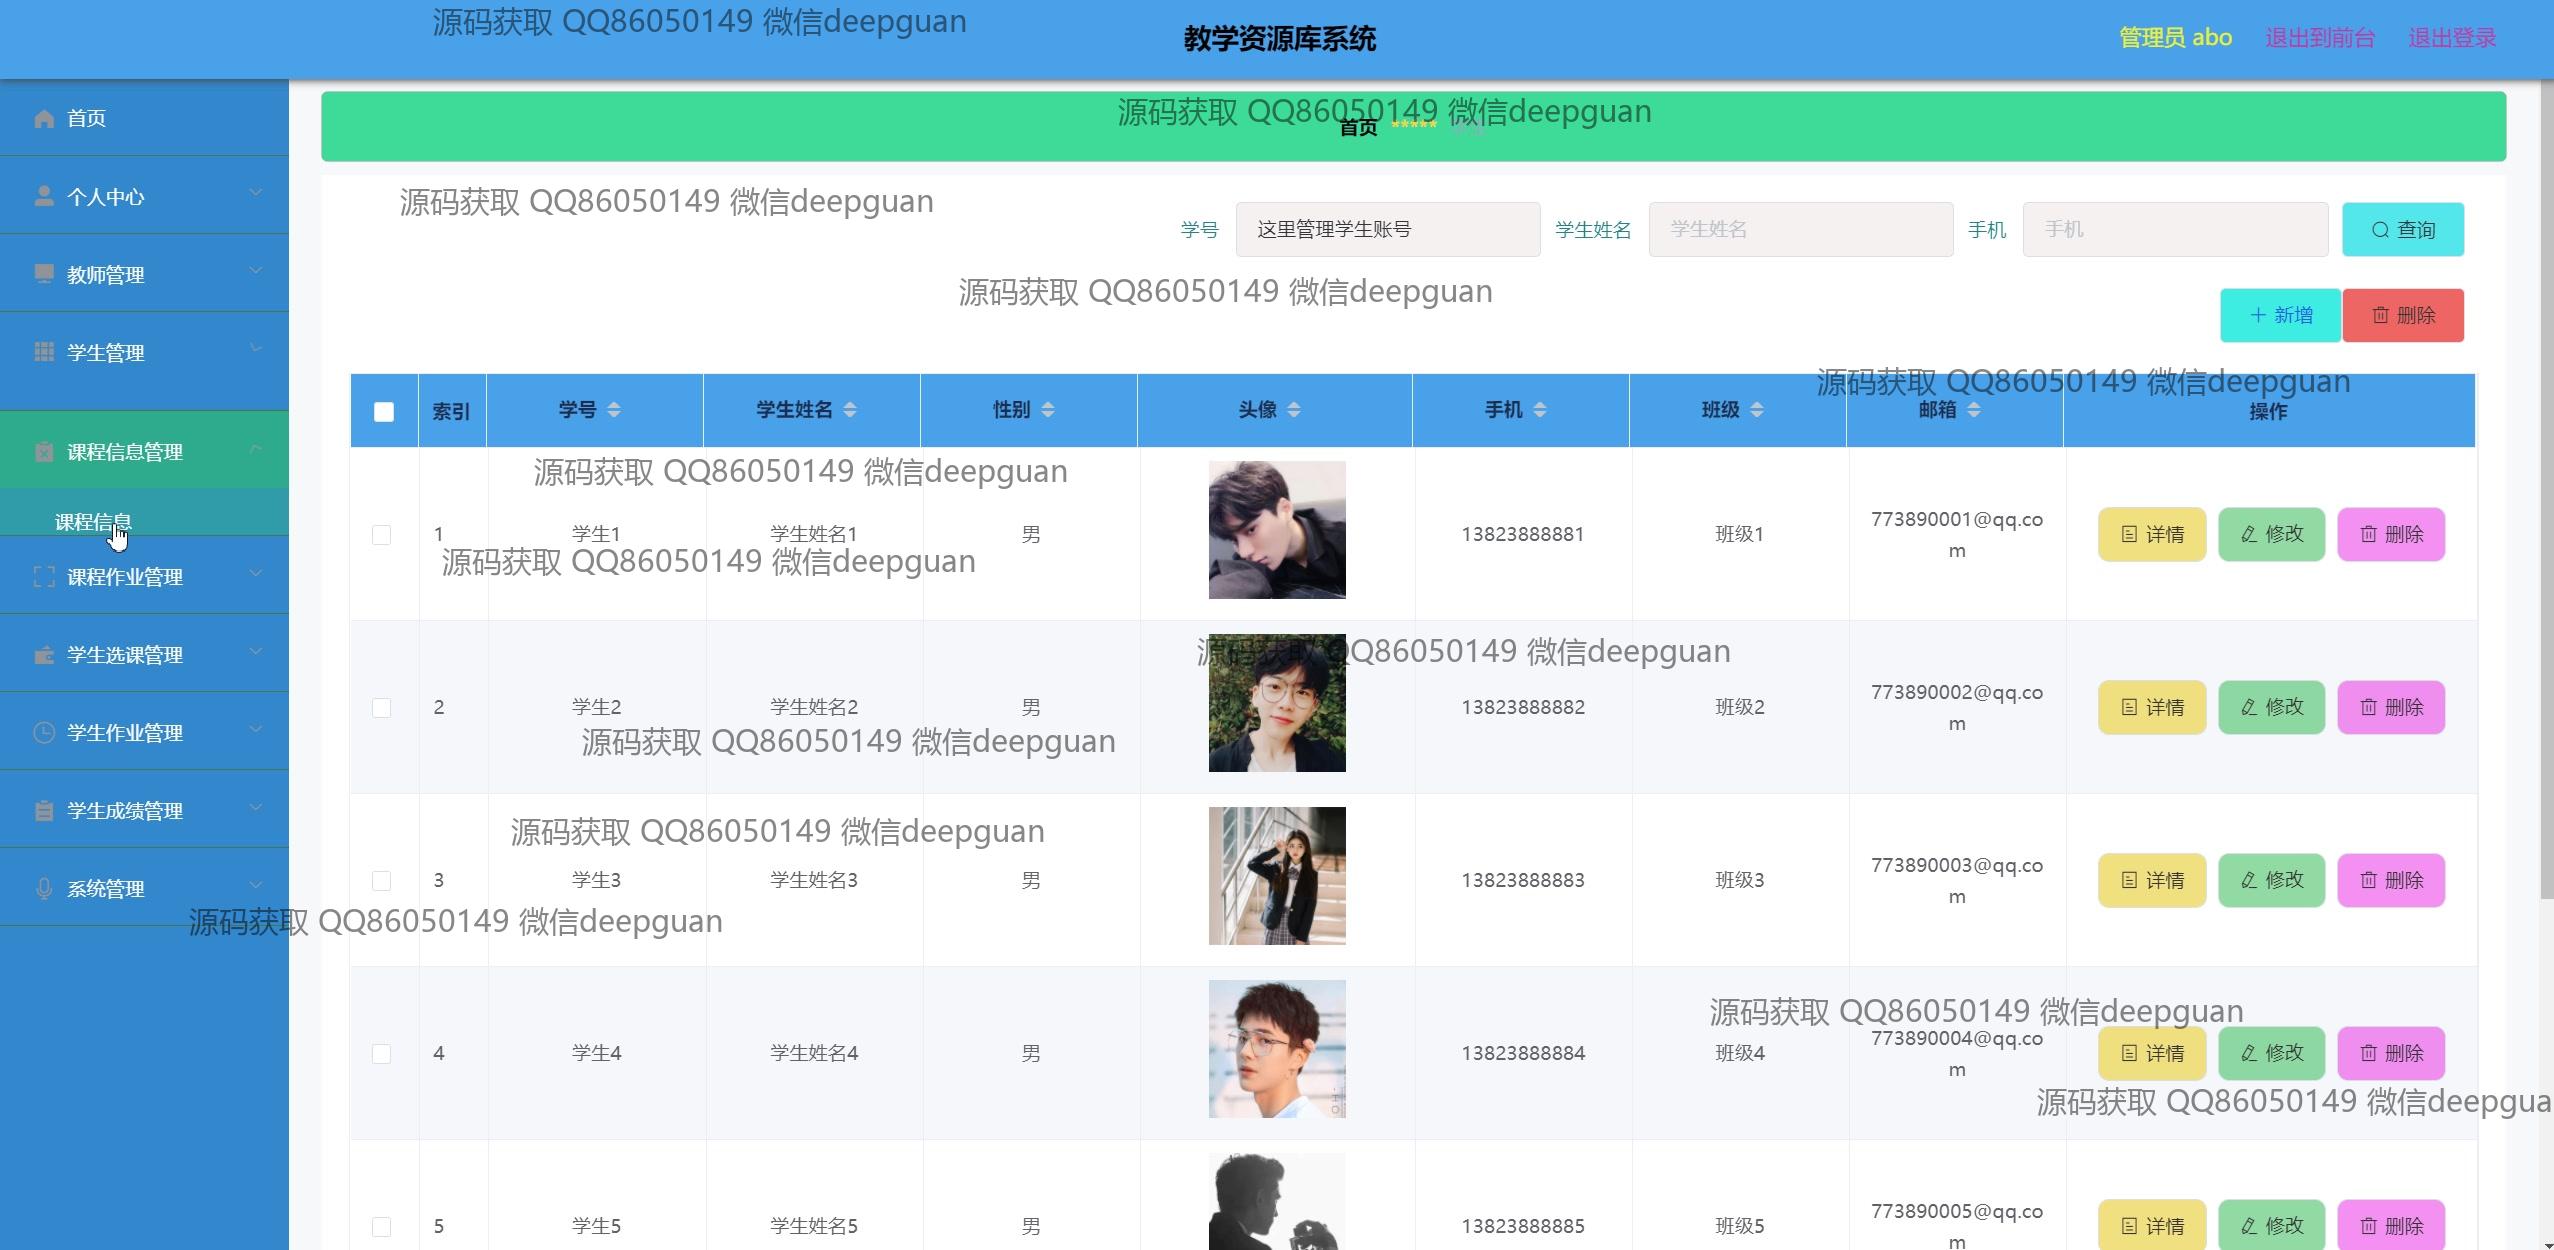 源码获取 QQ86050149 微信deepguan
教学资源库系统
管理员 abo 退出到前台 退出登录
首页
个人中心
教师管理
学生管理
课程信息管理
课程信息
课程作业管理
学生选课管理
学生作业管理
学生成绩管理
系统管理
源码获取 QQ86050149 微信deepguan
首页 ***** 学生
源码获取 QQ86050149 微信deepguan
学号 这里管理学生账号 学生姓名 学生姓名 手机 手机 查询
源码获取 QQ86050149 微信deepguan
新增 删除
源码获取 QQ86050149 微信deepguan
索引 学号 学生姓名 性别 头像 手机 班级 邮箱 操作
源码获取 QQ86050149 微信deepguan
1 学生1 学生姓名1 男 13823888881 班级1 773890001@qq.co
m 详情 修改 删除
源码获取 QQ86050149 微信deepguan
源码获取 QQ86050149 微信deepguan
2 学生2 学生姓名2 男 13823888882 班级2 773890002@qq.co
m 详情 修改 删除
源码获取 QQ86050149 微信deepguan
源码获取 QQ86050149 微信deepguan
3 学生3 学生姓名3 男 13823888883 班级3 773890003@qq.co
m 详情 修改 删除
源码获取 QQ86050149 微信deepguan
源码获取 QQ86050149 微信deepguan
4 学生4 学生姓名4 男 13823888884 班级4 773890004@qq.co
m 详情 修改 删除
源码获取 QQ86050149 微信deepgua
5 学生5 学生姓名5 男 13823888885 班级5 773890005@qq.co
m 详情 修改 删除